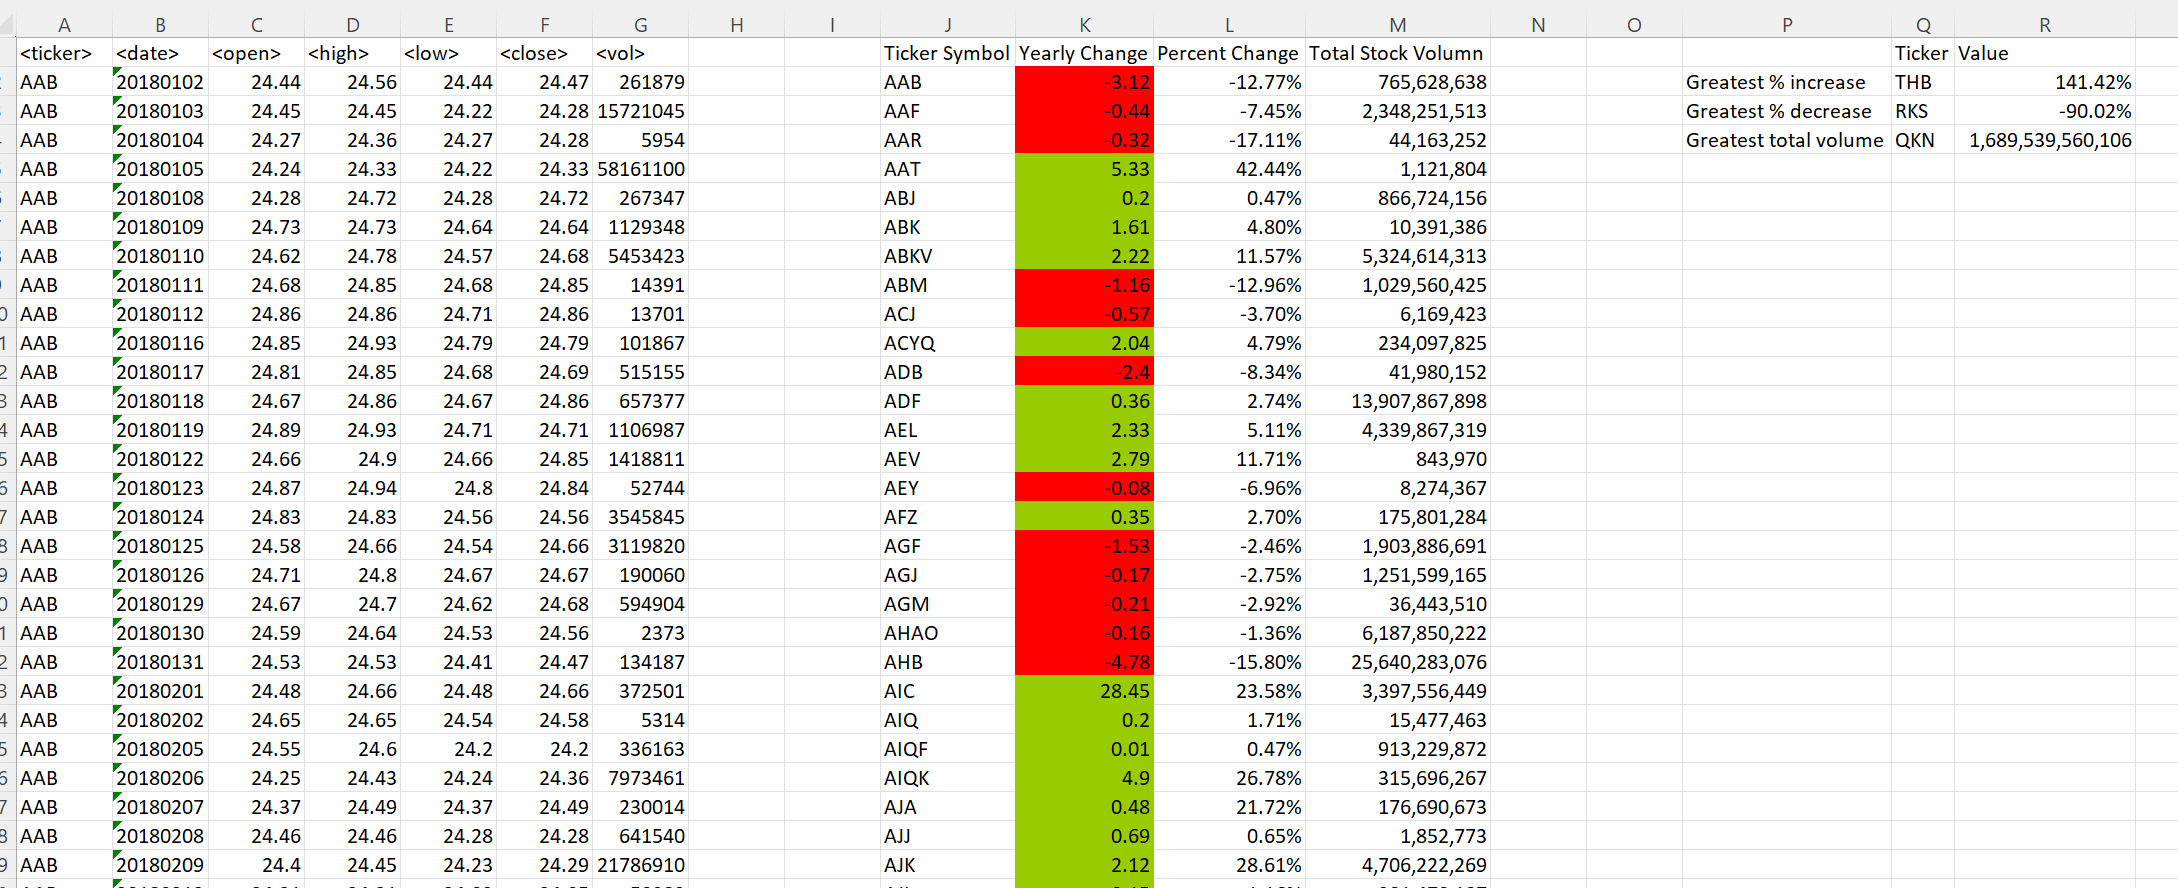 A B C D E F G H I J K L M N O P Q R
<ticker> <date> <open> <high> <low> <close> <vol> Ticker Symbol Yearly Change Percent Change Total Stock Volumn Ticker Value
AAB 20180102 24.44 24.56 24.44 24.47 261879 AAB -3.12 -12.77% 765,628,638 Greatest % increase THB 141.42%
AAB 20180103 24.45 24.45 24.22 24.28 15721045 AAF -0.44 -7.45% 2,348,251,513 Greatest % decrease RKS -90.02%
AAB 20180104 24.27 24.36 24.27 24.28 5954 AAR -0.32 -17.11% 44,163,252 Greatest total volume QKN 1,689,539,560,106
AAB 20180105 24.24 24.33 24.22 24.33 58161100 AAT 5.33 42.44% 1,121,804
AAB 20180108 24.28 24.72 24.28 24.72 267347 ABJ 0.2 0.47% 866,724,156
AAB 20180109 24.73 24.73 24.64 24.64 1129348 ABK 1.61 4.80% 10,391,386
AAB 20180110 24.62 24.78 24.57 24.68 5453423 ABKV 2.22 11.57% 5,324,614,313
AAB 20180111 24.68 24.85 24.68 24.85 14391 ABM -1.16 -12.96% 1,029,560,425
AAB 20180112 24.86 24.86 24.71 24.86 13701 ACJ -0.57 -3.70% 6,169,423
AAB 20180116 24.85 24.93 24.79 24.79 101867 ACYQ 2.04 4.79% 234,097,825
AAB 20180117 24.81 24.85 24.68 24.69 515155 ADB -2.4 -8.34% 41,980,152
AAB 20180118 24.67 24.86 24.67 24.86 657377 ADF 0.36 2.74% 13,907,867,898
AAB 20180119 24.89 24.93 24.71 24.71 1106987 AEL 2.33 5.11% 4,339,867,319
AAB 20180122 24.66 24.9 24.66 24.85 1418811 AEV 2.79 11.71% 843,970
AAB 20180123 24.87 24.94 24.8 24.84 52744 AEY -0.08 -6.96% 8,274,367
AAB 20180124 24.83 24.83 24.56 24.56 3545845 AFZ 0.35 2.70% 175,801,284
AAB 20180125 24.58 24.66 24.54 24.66 3119820 AGF -1.53 -2.46% 1,903,886,691
AAB 20180126 24.71 24.8 24.67 24.67 190060 AGJ -0.17 -2.75% 1,251,599,165
AAB 20180129 24.67 24.7 24.62 24.68 594904 AGM -0.21 -2.92% 36,443,510
AAB 20180130 24.59 24.64 24.53 24.56 2373 AHAO -0.16 -1.36% 6,187,850,222
AAB 20180131 24.53 24.53 24.41 24.47 134187 AHB -4.78 -15.80% 25,640,283,076
AAB 20180201 24.48 24.66 24.48 24.66 372501 AIC 28.45 23.58% 3,397,556,449
AAB 20180202 24.65 24.65 24.54 24.58 5314 AIQ 0.2 1.71% 15,477,463
AAB 20180205 24.55 24.6 24.2 24.2 336163 AIQF 0.01 0.47% 913,229,872
AAB 20180206 24.25 24.43 24.24 24.36 7973461 AIQK 4.9 26.78% 315,696,267
AAB 20180207 24.37 24.49 24.37 24.49 230014 AJA 0.48 21.72% 176,690,673
AAB 20180208 24.46 24.46 24.28 24.28 641540 AJJ 0.69 0.65% 1,852,773
AAB 20180209 24.4 24.45 24.23 24.29 21786910 AJK 2.12 28.61% 4,706,222,269